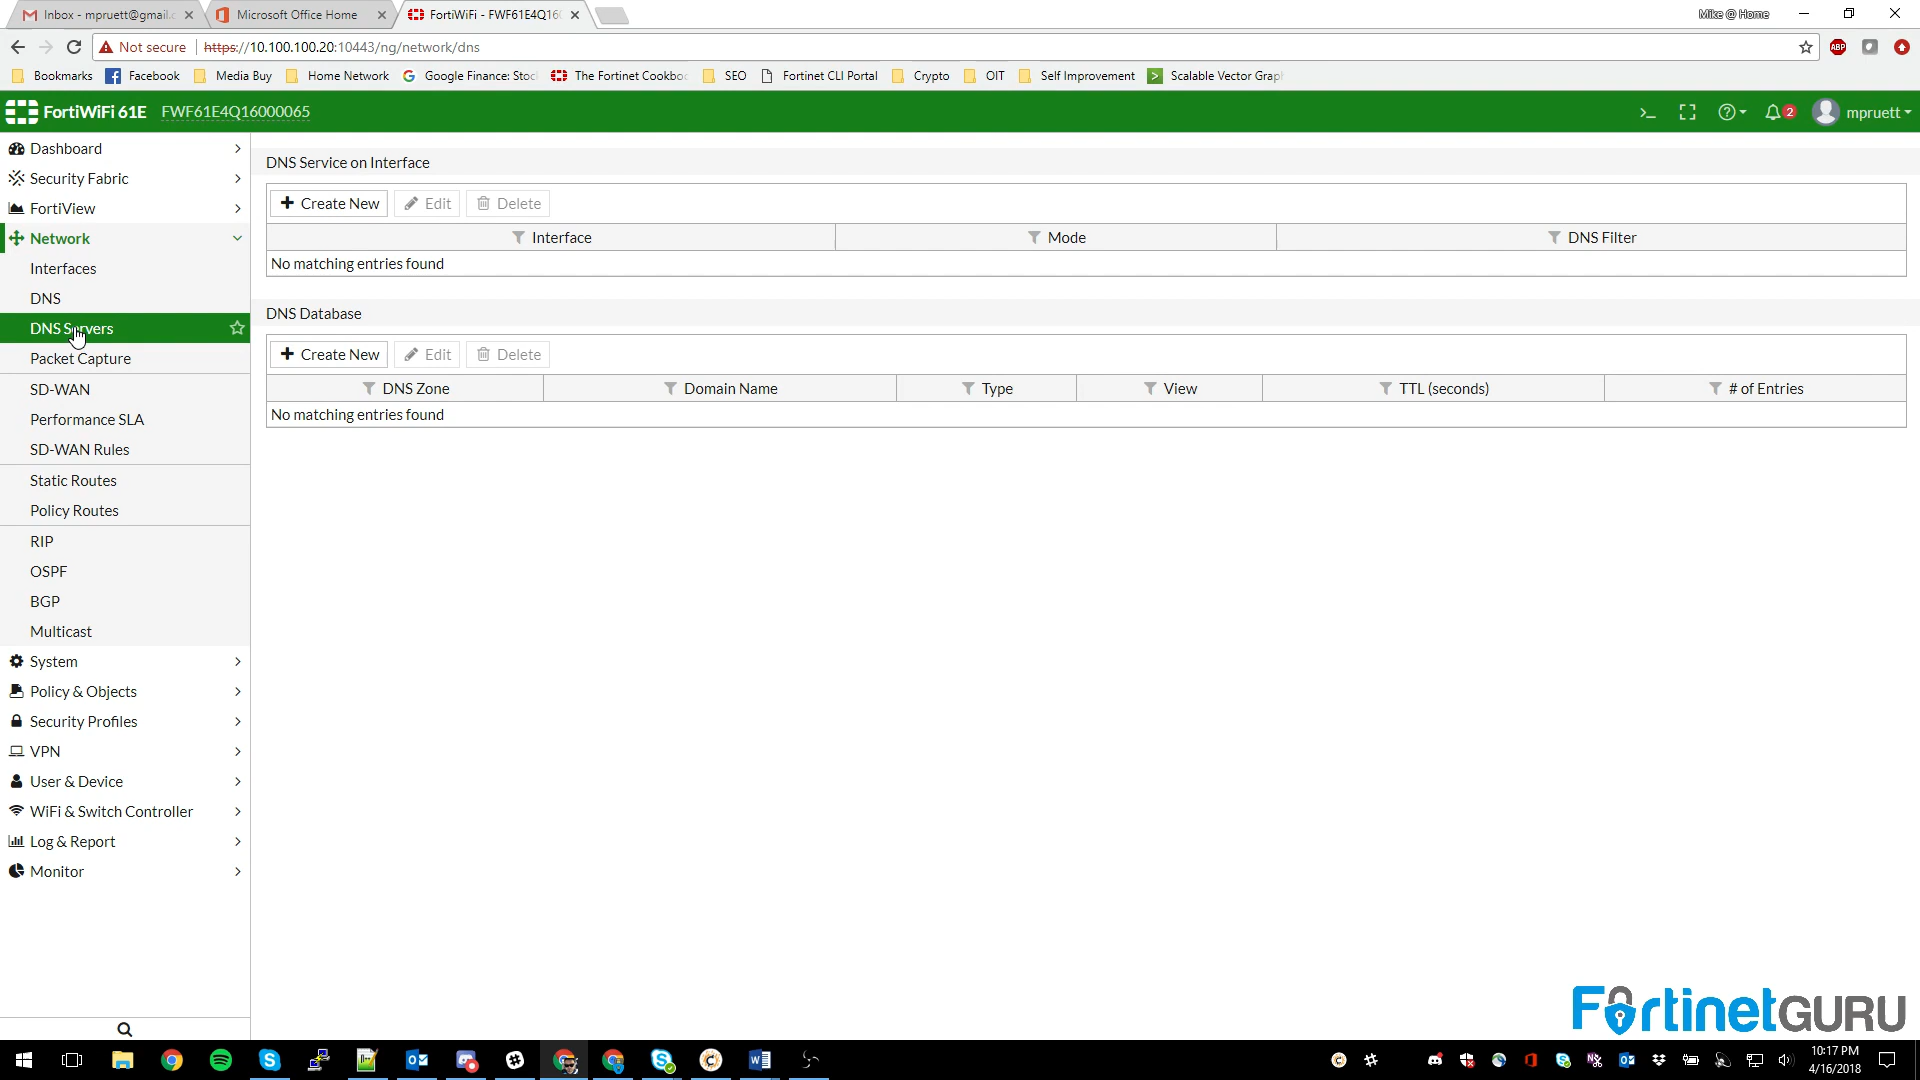 Inbox - mpruett@gmail.c
Microsoft Office Home
FortiWiFi - FWF61E4Q16
Mike @ Home
Not secure
https://10.100.100.20:10443/ng/network/dns
ABP
Bookmarks
Facebook
Media Buy
Home Network
Google Finance: Stoc
The Fortinet Cookbo
SEO
Fortinet CLI Portal
Crypto
OIT
Self Improvement
Scalable Vector Grap
FortiWiFi 61E
FWF61E4Q16000065
2
mpruett
Dashboard
Security Fabric
FortiView
Network
Interfaces
DNS
DNS Servers
Packet Capture
SD-WAN
Performance SLA
SD-WAN Rules
Static Routes
Policy Routes
RIP
OSPF
BGP
Multicast
System
Policy & Objects
Security Profiles
VPN
User & Device
WiFi & Switch Controller
Log & Report
Monitor
DNS Service on Interface
Create New
Edit
Delete
Interface
Mode
DNS Filter
No matching entries found
DNS Database
Create New
Edit
Delete
DNS Zone
Domain Name
Type
View
TTL (seconds)
# of Entries
No matching entries found
FortinetGURU
10:17 PM
4/16/2018